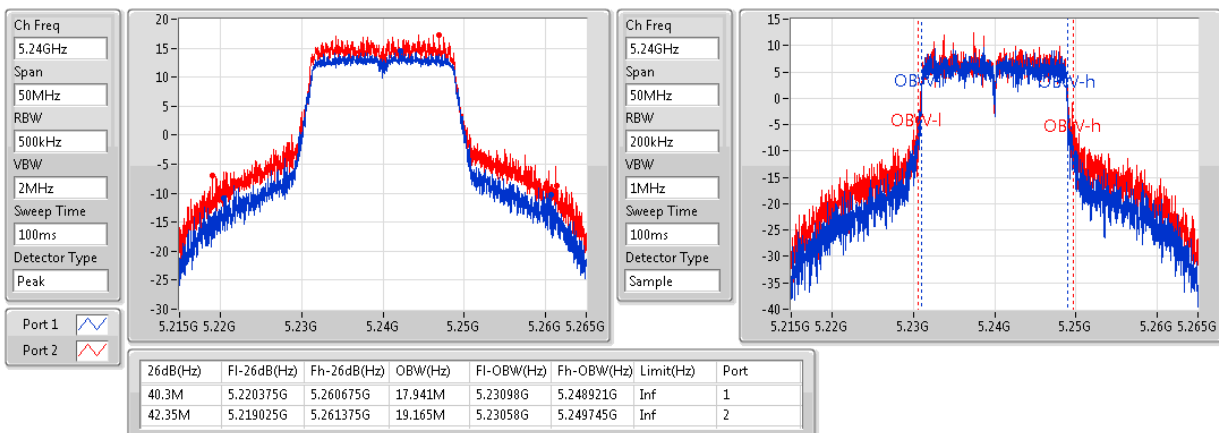 Ch Freq
5.24GHz
Span
50MHz
RBW
500kHz
VBW
2MHz
Sweep Time
100ms
Detector Type
Peak
Port 1
Port 2
20
15
10
5
0
-5
-10
-15
-20
-25
-30
5.215G 5.22G 5.23G 5.24G 5.25G 5.26G 5.265G
Ch Freq
5.24GHz
Span
50MHz
RBW
200kHz
VBW
1MHz
Sweep Time
100ms
Detector Type
Sample
15
10
5
0
-5
-10
-15
-20
-25
-30
-35
-40
OBW-h
OBW-l
OBW-h
5.215G 5.22G 5.23G 5.24G 5.25G 5.26G 5.265G
26dB(Hz) Fl-26dB(Hz) Fh-26dB(Hz) OBW(Hz) Fl-OBW(Hz) Fh-OBW(Hz) Limit(Hz) Port
40.3M 5.220375G 5.260675G 17.941M 5.23098G 5.248921G Inf 1
42.35M 5.219025G 5.261375G 19.165M 5.23058G 5.249745G Inf 2